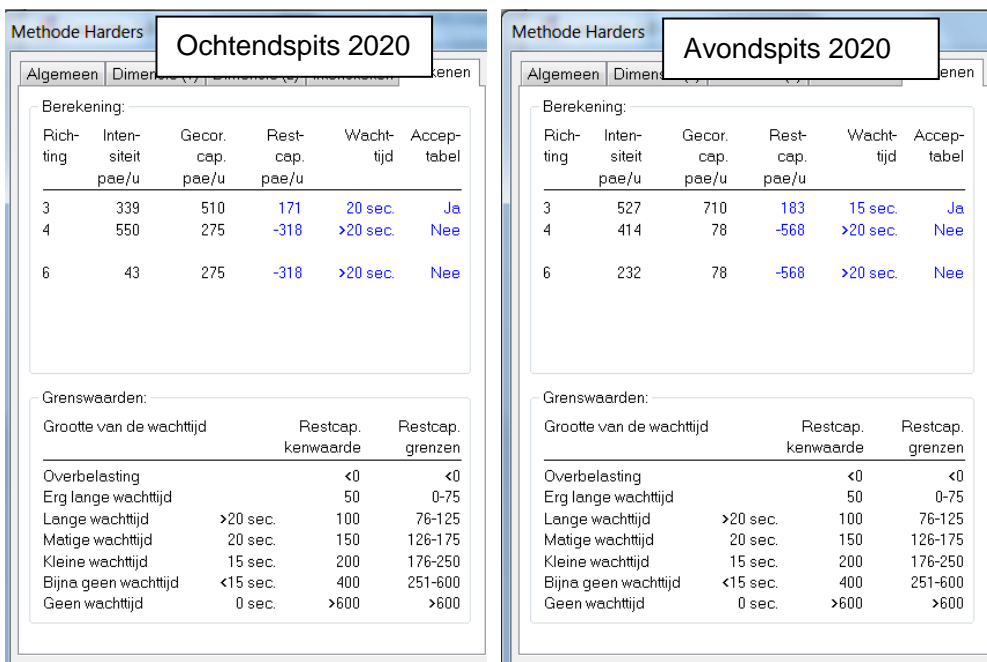 Methode Harders
Ochtendspits 2020
Algemeen
Berekening:
Rich- Inten- Gecor. Rest- Wacht- Accep-
ting siteit cap. cap. tijd tabel
pae/u pae/u pae/u
3 339 510 171 20 sec. Ja
4 550 275 -318 >20 sec. Nee
6 43 275 -318 >20 sec. Nee
Grenswaarden:
Grootte van de wachttijd Restcap. Restcap.
kenwaarde grenzen
Overbelasting <0 <0
Erg lange wachttijd 50 0-75
Lange wachttijd >20 sec. 100 76-125
Matige wachttijd 20 sec. 150 126-175
Kleine wachttijd 15 sec. 200 176-250
Bijna geen wachttijd <15 sec. 400 251-600
Geen wachttijd 0 sec. >600 >600
Methode Harders
Avondspits 2020
Algemeen
Berekening:
Rich- Inten- Gecor. Rest- Wacht- Accep-
ting siteit cap. cap. tijd tabel
pae/u pae/u pae/u
3 527 710 183 15 sec. Ja
4 414 78 -568 >20 sec. Nee
6 232 78 -568 >20 sec. Nee
Grenswaarden:
Grootte van de wachttijd Restcap. Restcap.
kenwaarde grenzen
Overbelasting <0 <0
Erg lange wachttijd 50 0-75
Lange wachttijd >20 sec. 100 76-125
Matige wachttijd 20 sec. 150 126-175
Kleine wachttijd 15 sec. 200 176-250
Bijna geen wachttijd <15 sec. 400 251-600
Geen wachttijd 0 sec. >600 >600